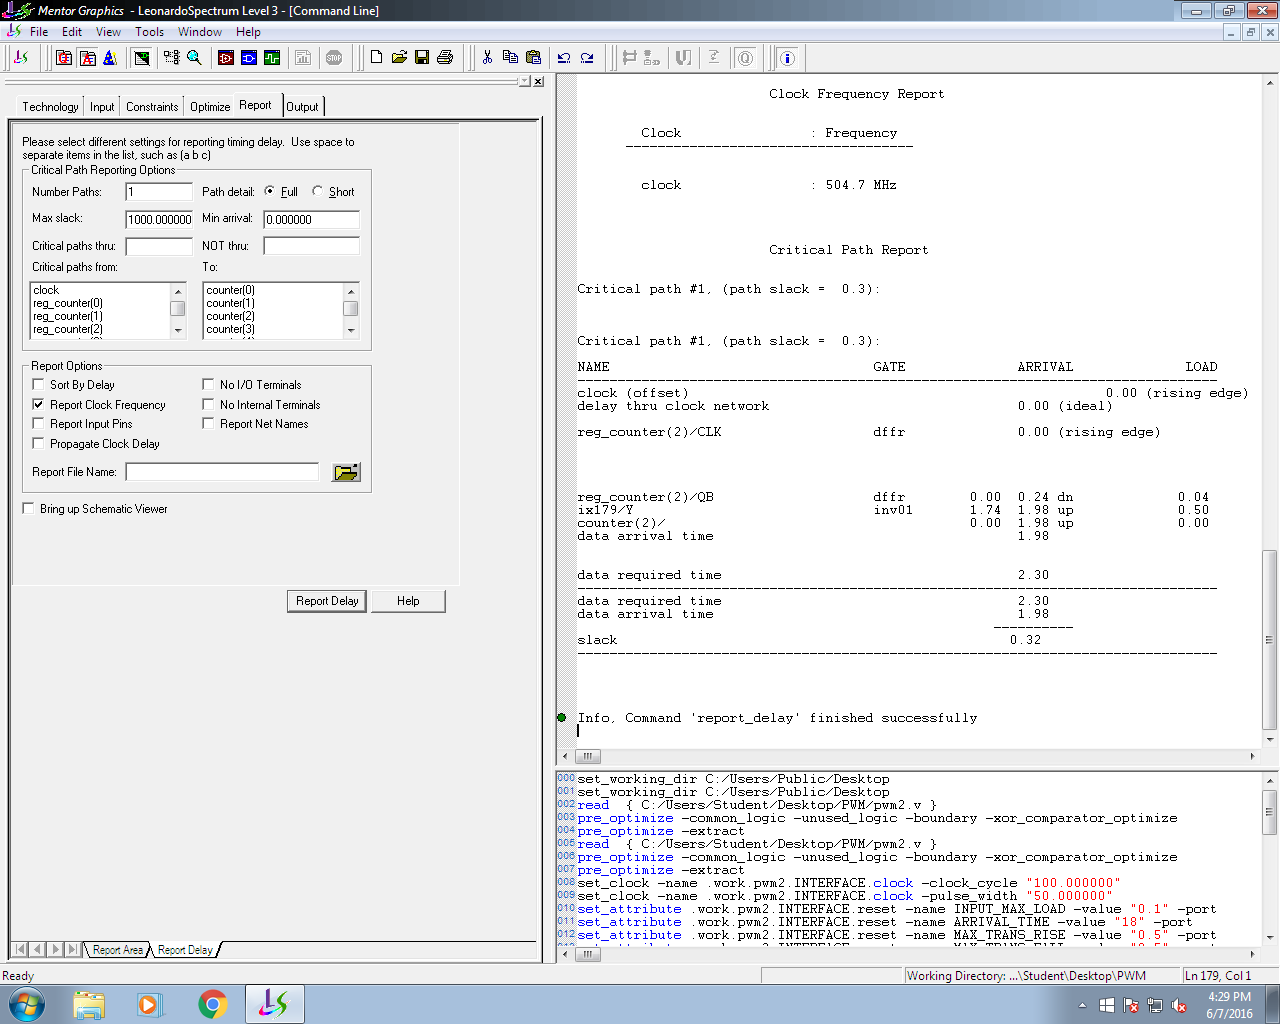 Mentor Graphics - LeonardoSpectrum Level 3 - [Command Line]
File Edit View Tools Window Help
Technology Input Constraints Optimize Report Output
Please select different settings for reporting timing delay. Use space to
separate items in the list, such as (a b c)
Critical Path Reporting Options
Number Paths: 1 Path detail: Full Short
Max slack: 1000.000000 Min arrival: 0.000000
Critical paths thru: NOT thru:
Critical paths from: To:
clock counter(0)
reg_counter(0) counter(1)
reg_counter(1) counter(2)
reg_counter(2) counter(3)
Report Options
Sort By Delay No I/O Terminals
Report Clock Frequency No Internal Terminals
Report Input Pins Report Net Names
Propagate Clock Delay
Report File Name:
Bring up Schematic Viewer
Report Delay Help
Report Area Report Delay
Clock Frequency Report
Clock : Frequency
------------------------------------
clock : 504.7 MHz
Critical Path Report
Critical path #1, (path slack = 0.3):
Critical path #1, (path slack = 0.3):
NAME GATE ARRIVAL LOAD
--------------------------------------------------------------------------------
clock (offset) 0.00 (rising edge)
delay thru clock network 0.00 (ideal)
reg_counter(2)/CLK dffr 0.00 (rising edge)
reg_counter(2)/QB dffr 0.00 0.24 dn 0.04
ix179/Y inv01 1.74 1.98 up 0.50
counter(2)/ 0.00 1.98 up 0.00
data arrival time 1.98
data required time 2.30
--------------------------------------------------------------------------------
data required time 2.30
data arrival time 1.98
----------
slack 0.32
--------------------------------------------------------------------------------
Info, Command 'report_delay' finished successfully
000 set_working_dir C:/Users/Public/Desktop
001 set_working_dir C:/Users/Public/Desktop
002 read { C:/Users/Student/Desktop/PWM/pwm2.v }
003 pre_optimize -common_logic -unused_logic -boundary -xor_comparator_optimize
004 pre_optimize -extract
005 read { C:/Users/Student/Desktop/PWM/pwm2.v }
006 pre_optimize -common_logic -unused_logic -boundary -xor_comparator_optimize
007 pre_optimize -extract
008 set_clock -name .work.pwm2.INTERFACE.clock -clock_cycle "100.000000"
009 set_clock -name .work.pwm2.INTERFACE.clock -pulse_width "50.000000"
010 set_attribute .work.pwm2.INTERFACE.reset -name INPUT_MAX_LOAD -value "0.1" -port
011 set_attribute .work.pwm2.INTERFACE.reset -name ARRIVAL_TIME -value "18" -port
012 set_attribute .work.pwm2.INTERFACE.reset -name MAX_TRANS_RISE -value "0.5" -port
Ready Working Directory: ...\Student\Desktop\PWM Ln 179, Col 1
4:29 PM
6/7/2016